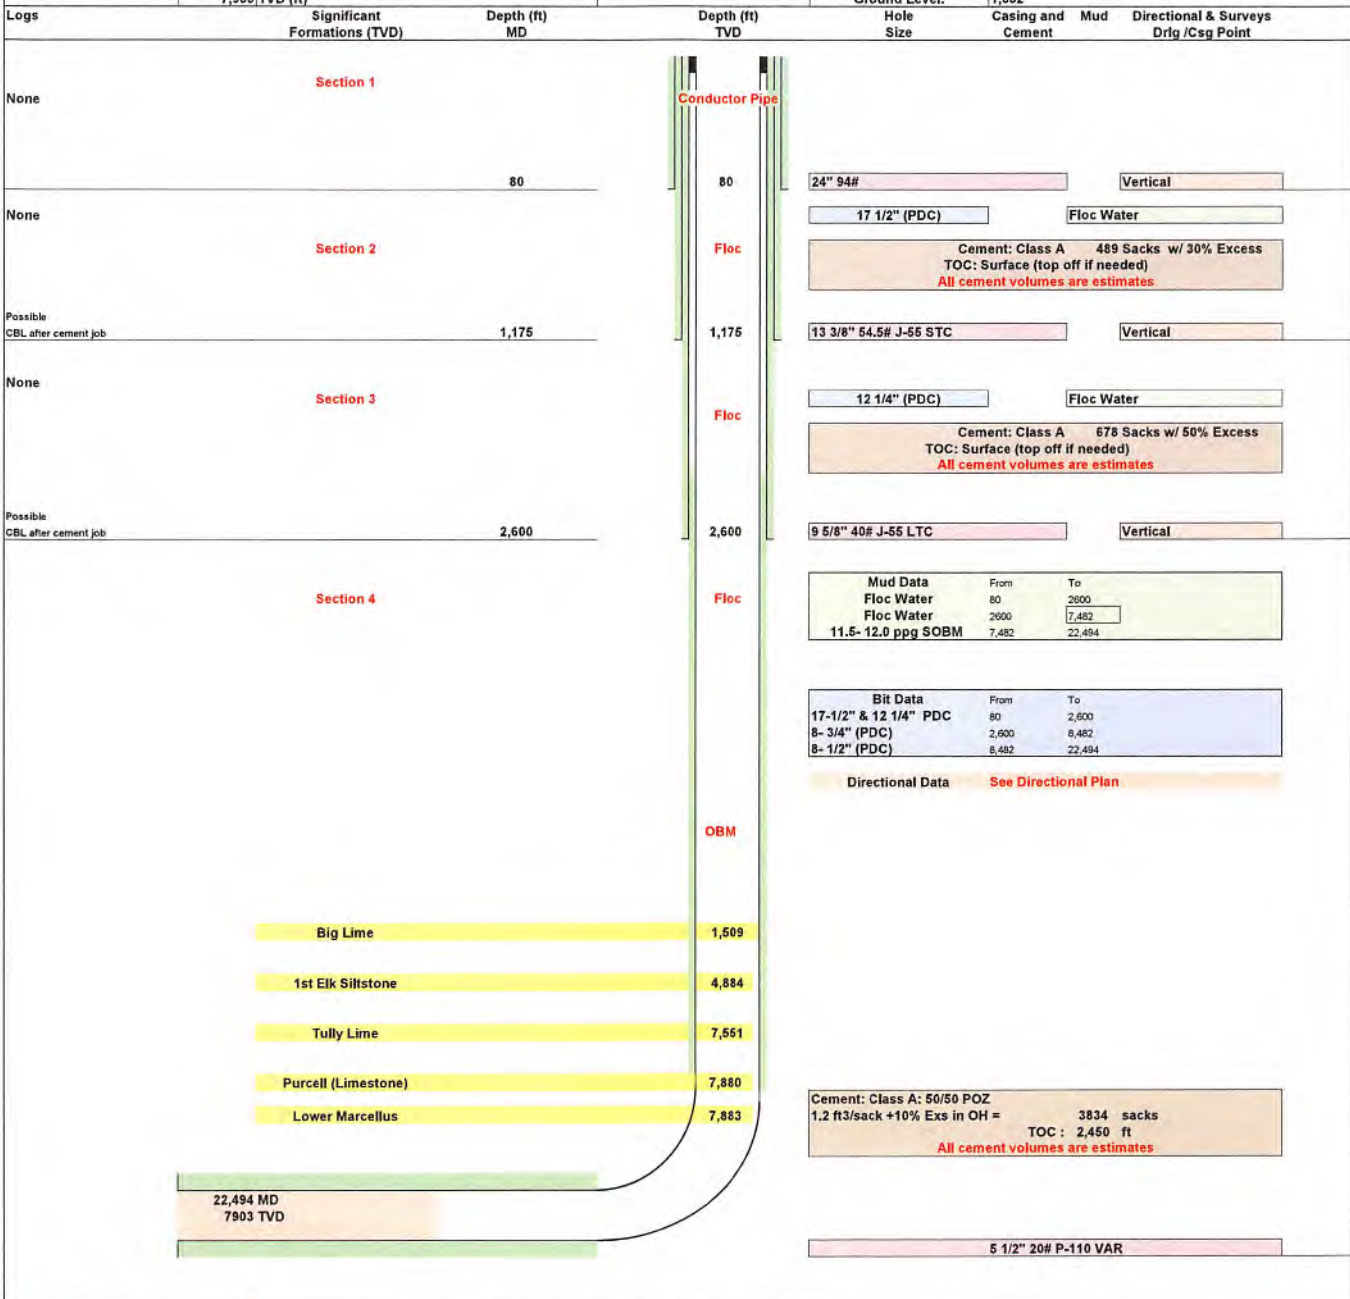 7,903 TVD (ft) Ground Level: 1,052
Logs Significant Depth (ft) Depth (ft) Hole Casing and Mud Directional & Surveys
Formations (TVD) MD TVD Size Cement Drlg /Csg Point
Section 1
None Conductor Pipe
80 80 24" 94# Vertical
None 17 1/2" (PDC) Floc Water
Section 2 Floc Cement: Class A 489 Sacks w/ 30% Excess
TOC: Surface (top off if needed)
All cement volumes are estimates
Possible
CBL after cement job 1,175 1,175 13 3/8" 54.5# J-55 STC Vertical
None
Section 3 12 1/4" (PDC) Floc Water
Floc
Cement: Class A 678 Sacks w/ 50% Excess
TOC: Surface (top off if needed)
All cement volumes are estimates
Possible
CBL after cement job 2,600 2,600 9 5/8" 40# J-55 LTC Vertical
Mud Data From To
Section 4 Floc Floc Water 80 2600
Floc Water 2600 7,482
11.5- 12.0 ppg SOBM 7,482 22,494
Bit Data From To
17-1/2" & 12 1/4" PDC 80 2,600
8- 3/4" (PDC) 2,600 8,482
8- 1/2" (PDC) 8,482 22,494
Directional Data See Directional Plan
OBM
Big Lime 1,509
1st Elk Siltstone 4,884
Tully Lime 7,551
Purcell (Limestone) 7,880
Cement: Class A: 50/50 POZ
Lower Marcellus 7,883 1.2 ft3/sack +10% Exs in OH = 3834 sacks
TOC : 2,450 ft
All cement volumes are estimates
22,494 MD
7903 TVD
5 1/2" 20# P-110 VAR